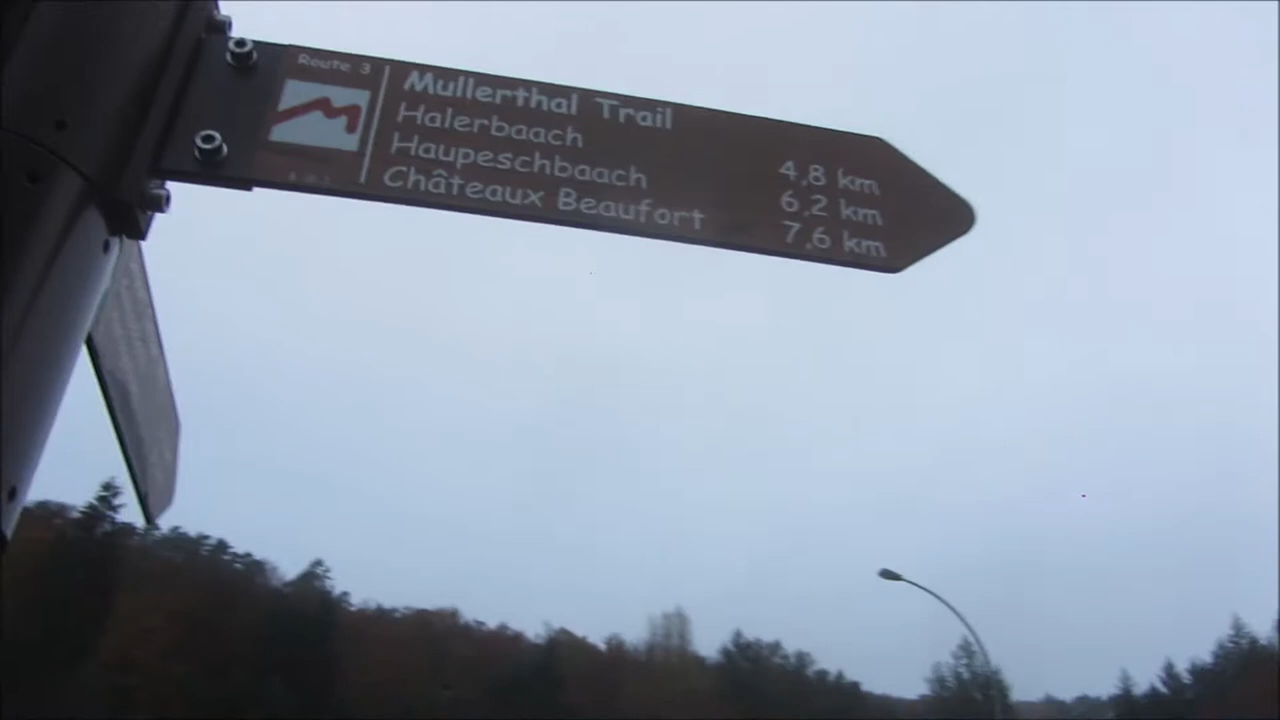 Route 3
Mullerthal Trail
Halerbaach 4,8 km
Haupeschbaach 6,2 km
Châteaux Beaufort 7,6 km